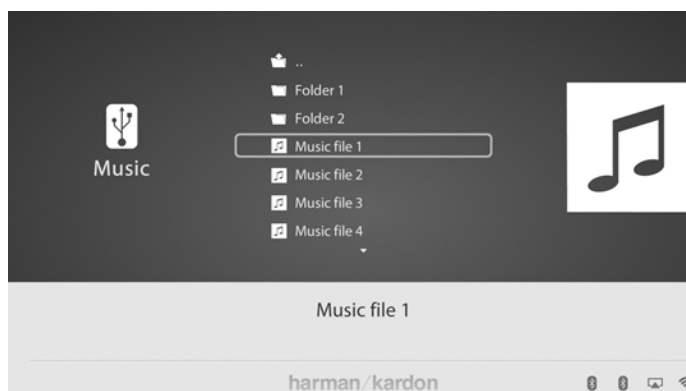 ..
Folder 1
Folder 2
Music
Music file 1
Music file 2
Music file 3
Music file 4
Music file 1
harman/kardon